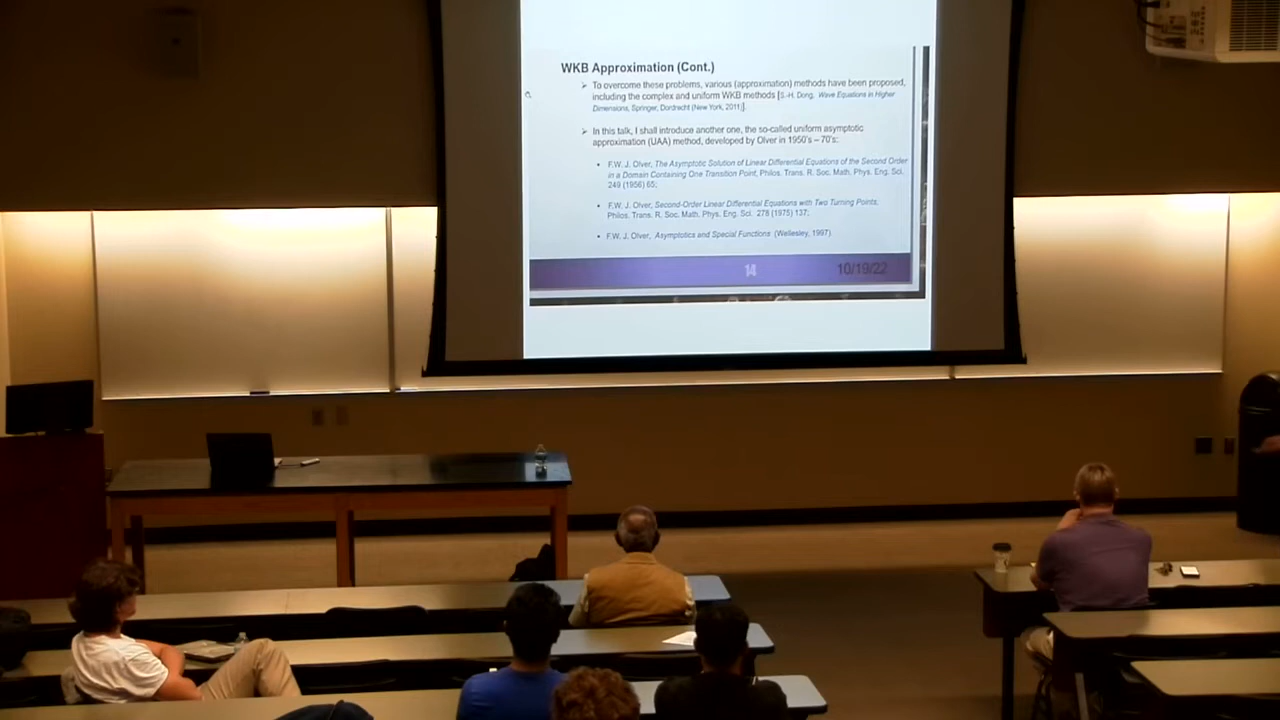 WKB Approximation (Cont.)
➢ To overcome these problems, various (approximation) methods have been proposed,
including the complex and uniform WKB methods [S.-H. Dong, Wave Equations in Higher
Dimensions, Springer, Dordrecht (New York, 2011)].
➢ In this talk, I shall introduce another one, the so-called uniform asymptotic
approximation (UAA) method, developed by Olver in 1950's – 70's:
• F.W. J. Olver, The Asymptotic Solution of Linear Differential Equations of the Second Order
in a Domain Containing One Transition Point, Philos. Trans. R. Soc. Math. Phys. Eng. Sci.
249 (1956) 65;
• F.W. J. Olver, Second-Order Linear Differential Equations with Two Turning Points,
Philos. Trans. R. Soc. Math. Phys. Eng. Sci. 278 (1975) 137;
• F.W. J. Olver, Asymptotics and Special Functions (Wellesley, 1997).
14
10/19/22